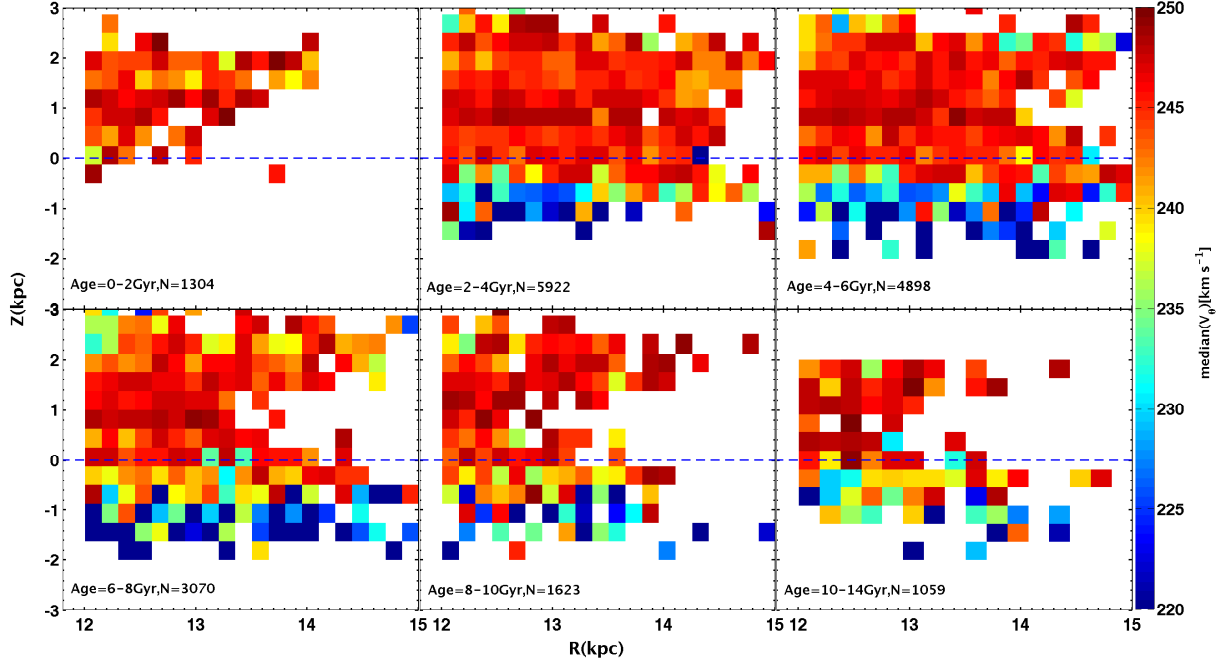 3
2
1
0
-1
-2
Age=0-2Gyr,N=1304
Age=2-4Gyr,N=5922
Age=4-6Gyr,N=4898
Z(kpc)
-3
2
1
0
-1
-2
-3
Age=6-8Gyr,N=3070
Age=8-10Gyr,N=1623
Age=10-14Gyr,N=1059
12 13 14 15 12 13 14 15 12 13 14 15
R(kpc)
250
245
240
235
230
225
220
median(Vθ)[km s⁻¹]